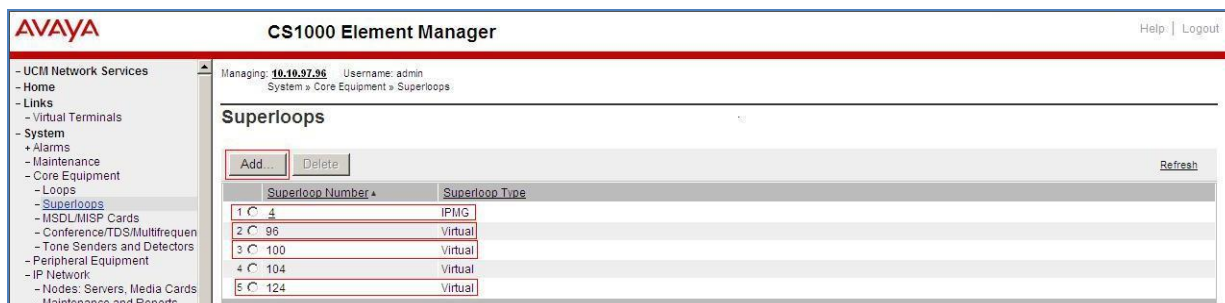 AVAYA
CS1000 Element Manager
Help | Logout
- UCM Network Services
- Home
- Links
- Virtual Terminals
- System
+ Alarms
- Maintenance
- Core Equipment
- Loops
- Superloops
- MSDL/MISP Cards
- Conference/TDS/Multifrequen
- Tone Senders and Detectors
- Peripheral Equipment
- IP Network
- Nodes: Servers, Media Cards
- Maintenance and Reports
Managing: 10.10.97.96 Username: admin
System » Core Equipment » Superloops
Superloops
Add... Delete
Refresh
Superloop Number Superloop Type
1 4 IPMG
2 96 Virtual
3 100 Virtual
4 104 Virtual
5 124 Virtual